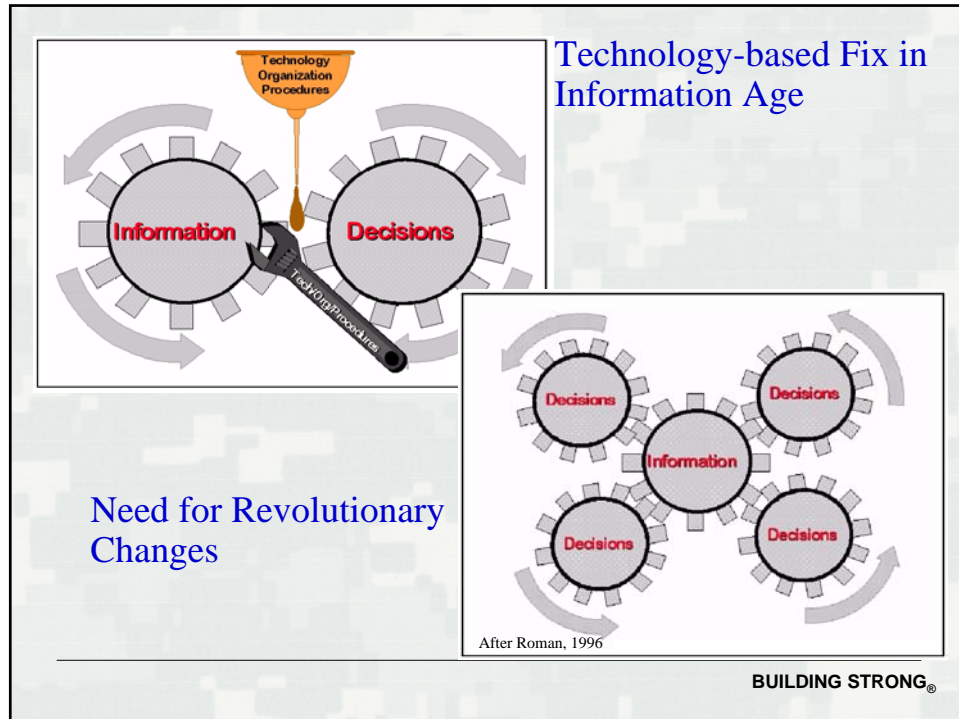 Technology-based Fix in
Information Age
Technology
Organization
Procedures
Information
Decisions
Tech/Org/Procedures
Need for Revolutionary
Changes
Decisions
Decisions
Information
Decisions
Decisions
After Roman, 1996
BUILDING STRONG®